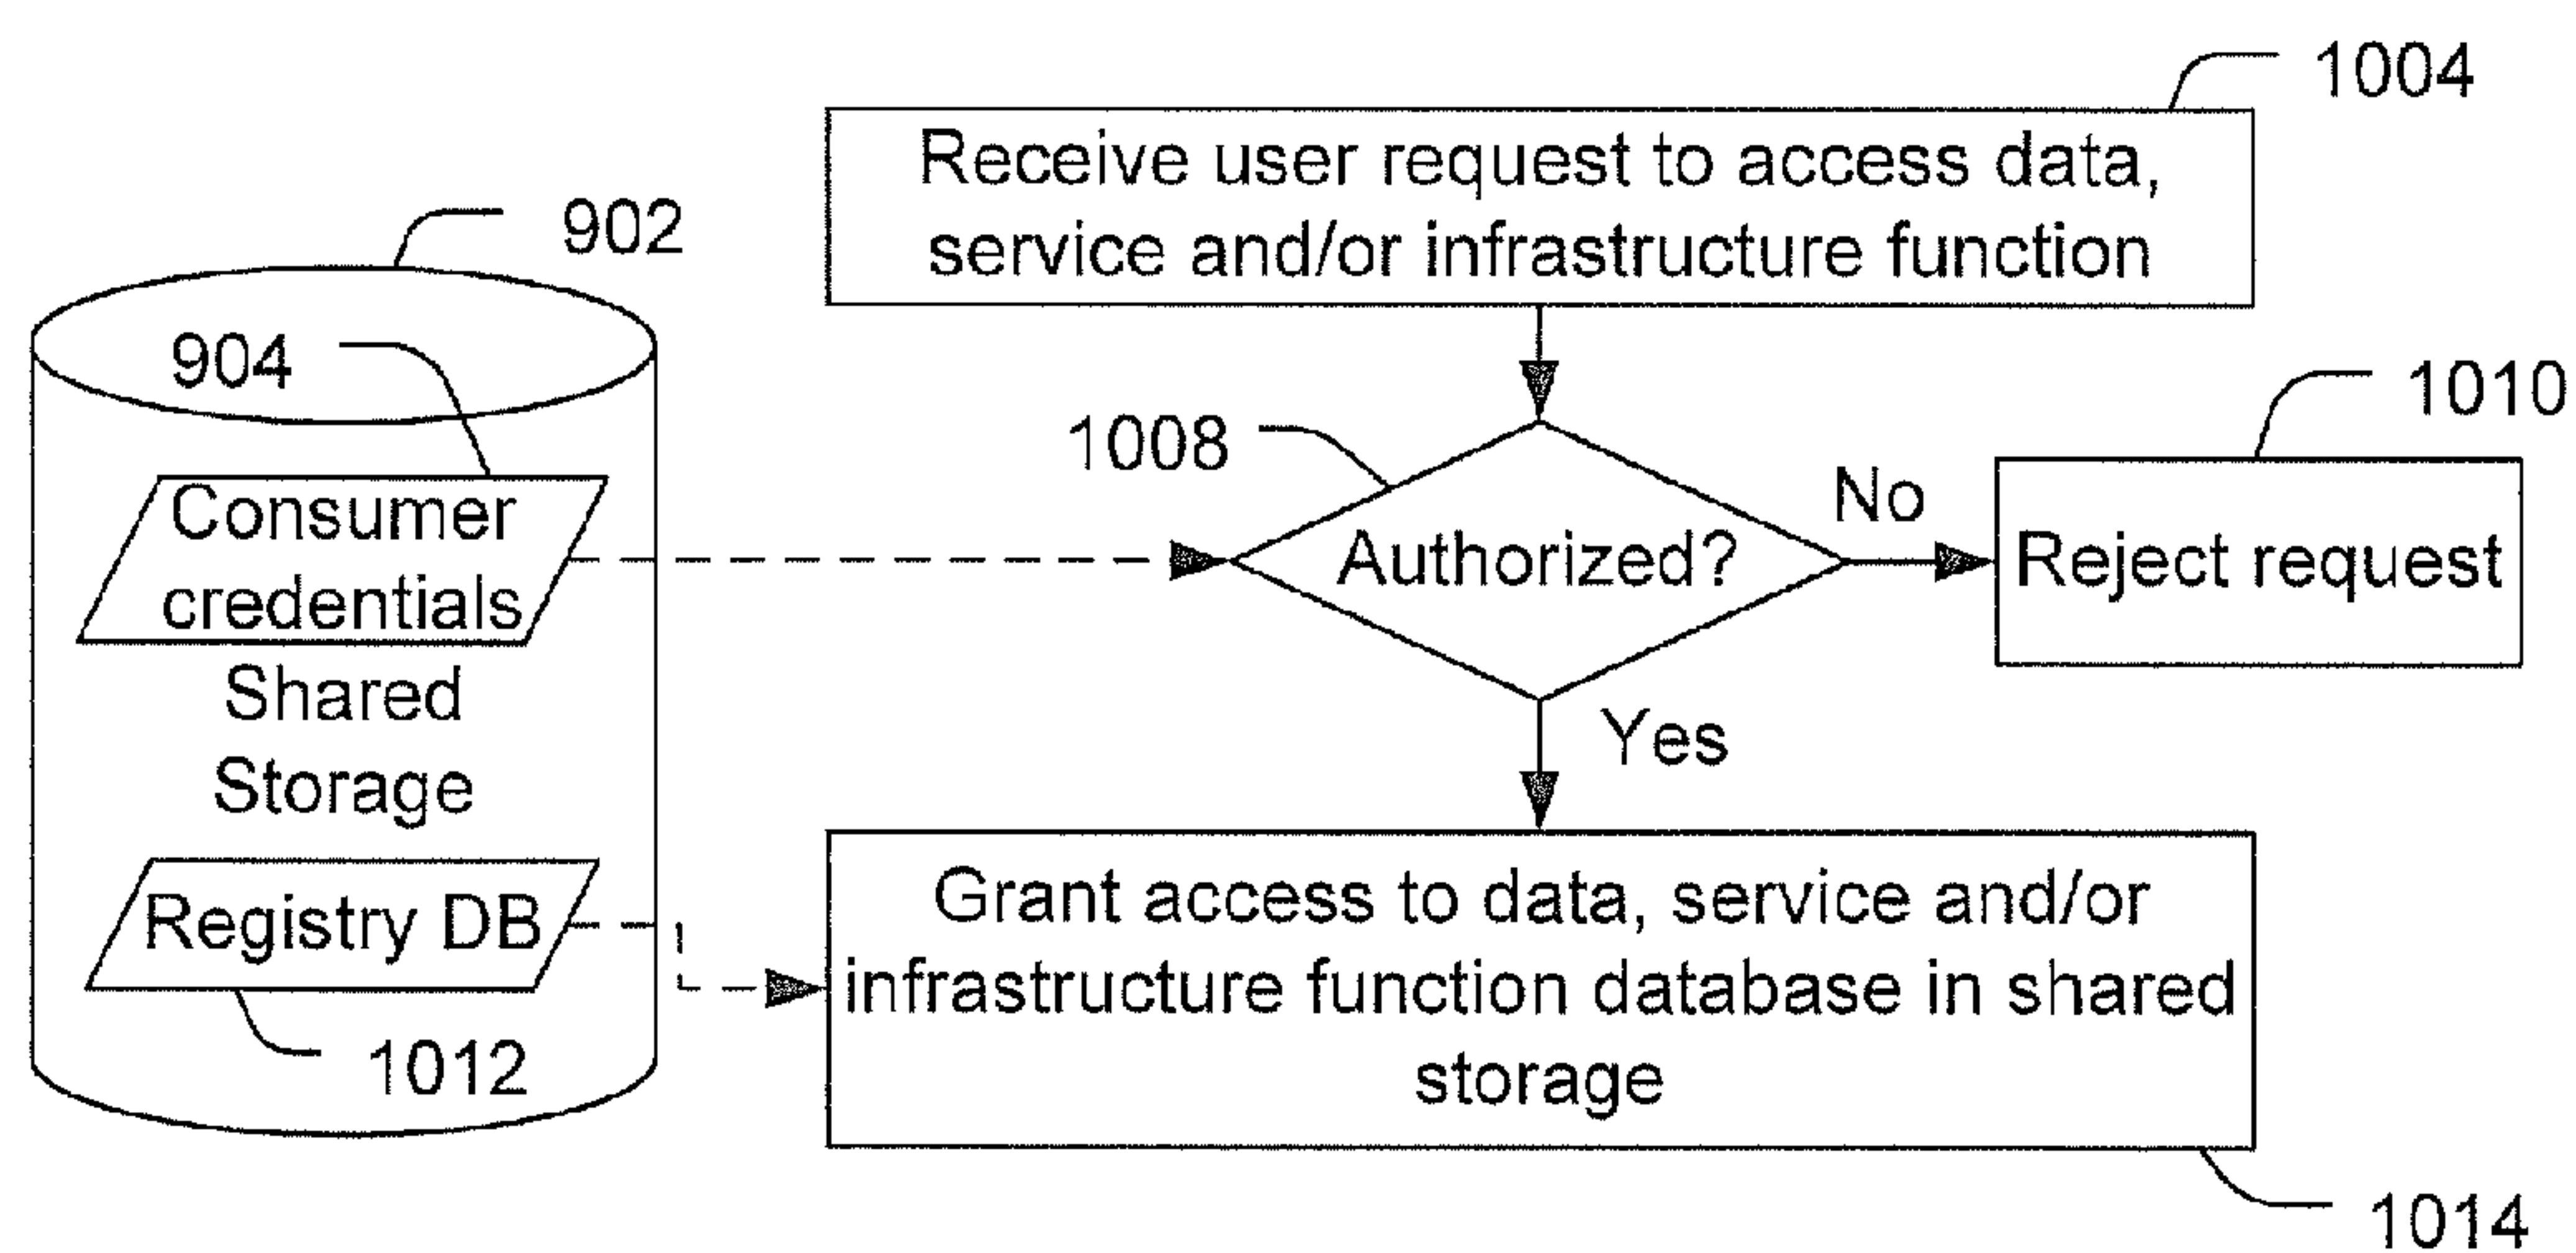 1004
Receive user request to access data,
service and/or infrastructure function
902
904
Consumer
credentials
Shared
Storage
Registry DB
1012
1008
Authorized?
No
1010
Reject request
Yes
Grant access to data, service and/or
infrastructure function database in shared
storage
1014